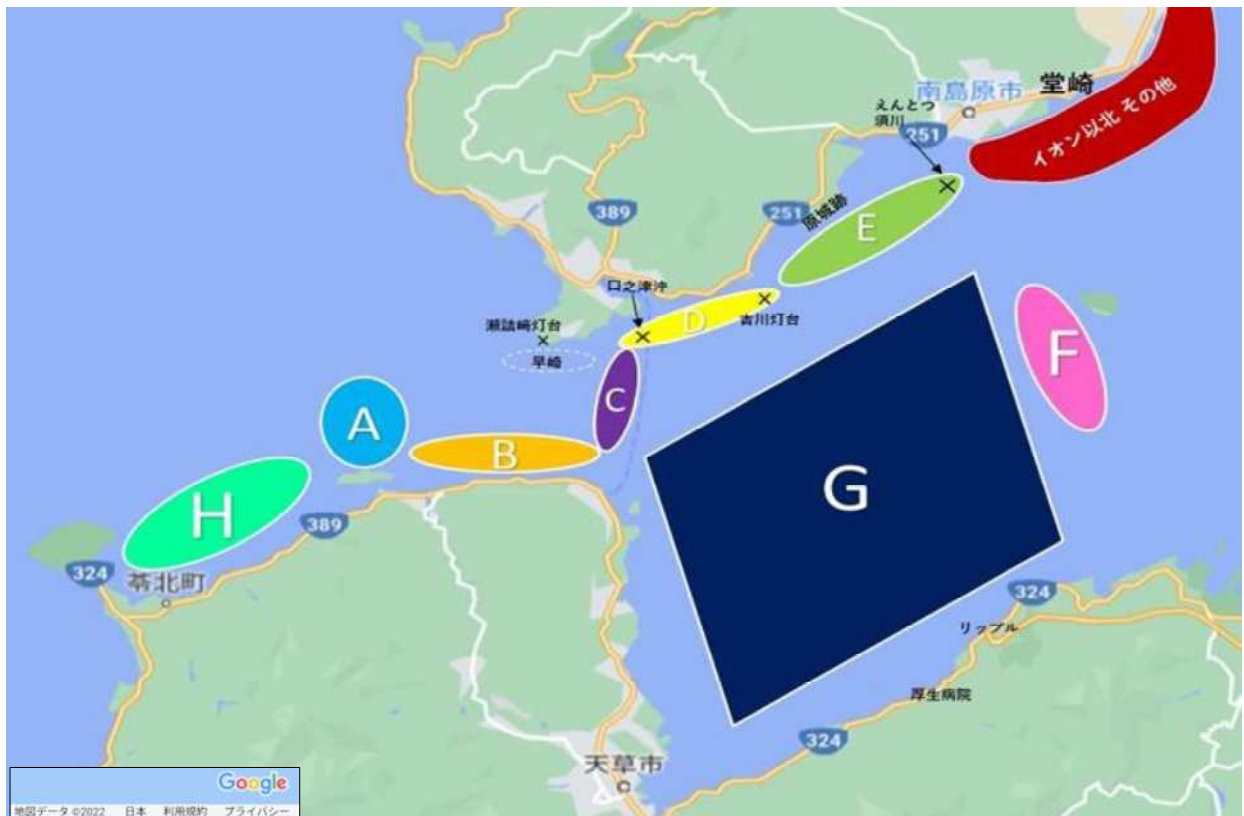 南島原市
堂崎
イオン以北 その他
えんとつ
須川
251
389
251
原城跡
E
口之津沖
D
吉川灯台
瀬詰崎灯台
早崎
F
C
A
B
H
G
389
324
苓北町
324
リップル
厚生病院
324
天草市
Google
地図データ ©2022 日本 利用規約 プライバシー